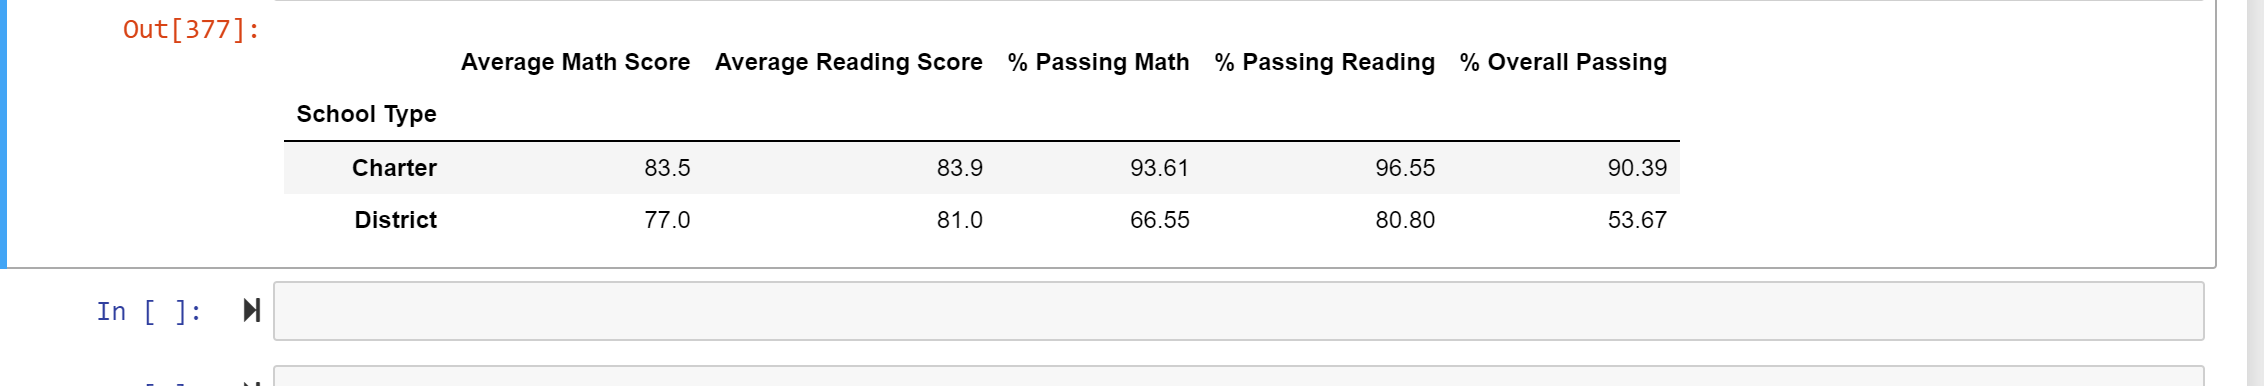 Out[377]:
Average Math Score Average Reading Score % Passing Math % Passing Reading % Overall Passing
School Type
Charter 83.5 83.9 93.61 96.55 90.39
District 77.0 81.0 66.55 80.80 53.67
In [ ]: